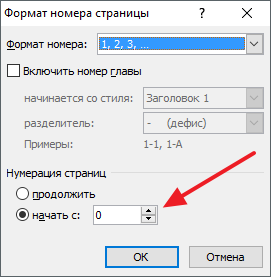 Формат номера страницы
Формат номера: 1, 2, 3, ...
Включить номер главы
начинается со стиля: Заголовок 1
разделитель: - (дефис)
Примеры: 1-1, 1-A
Нумерация страниц
продолжить
начать с: 0
ОК Отмена